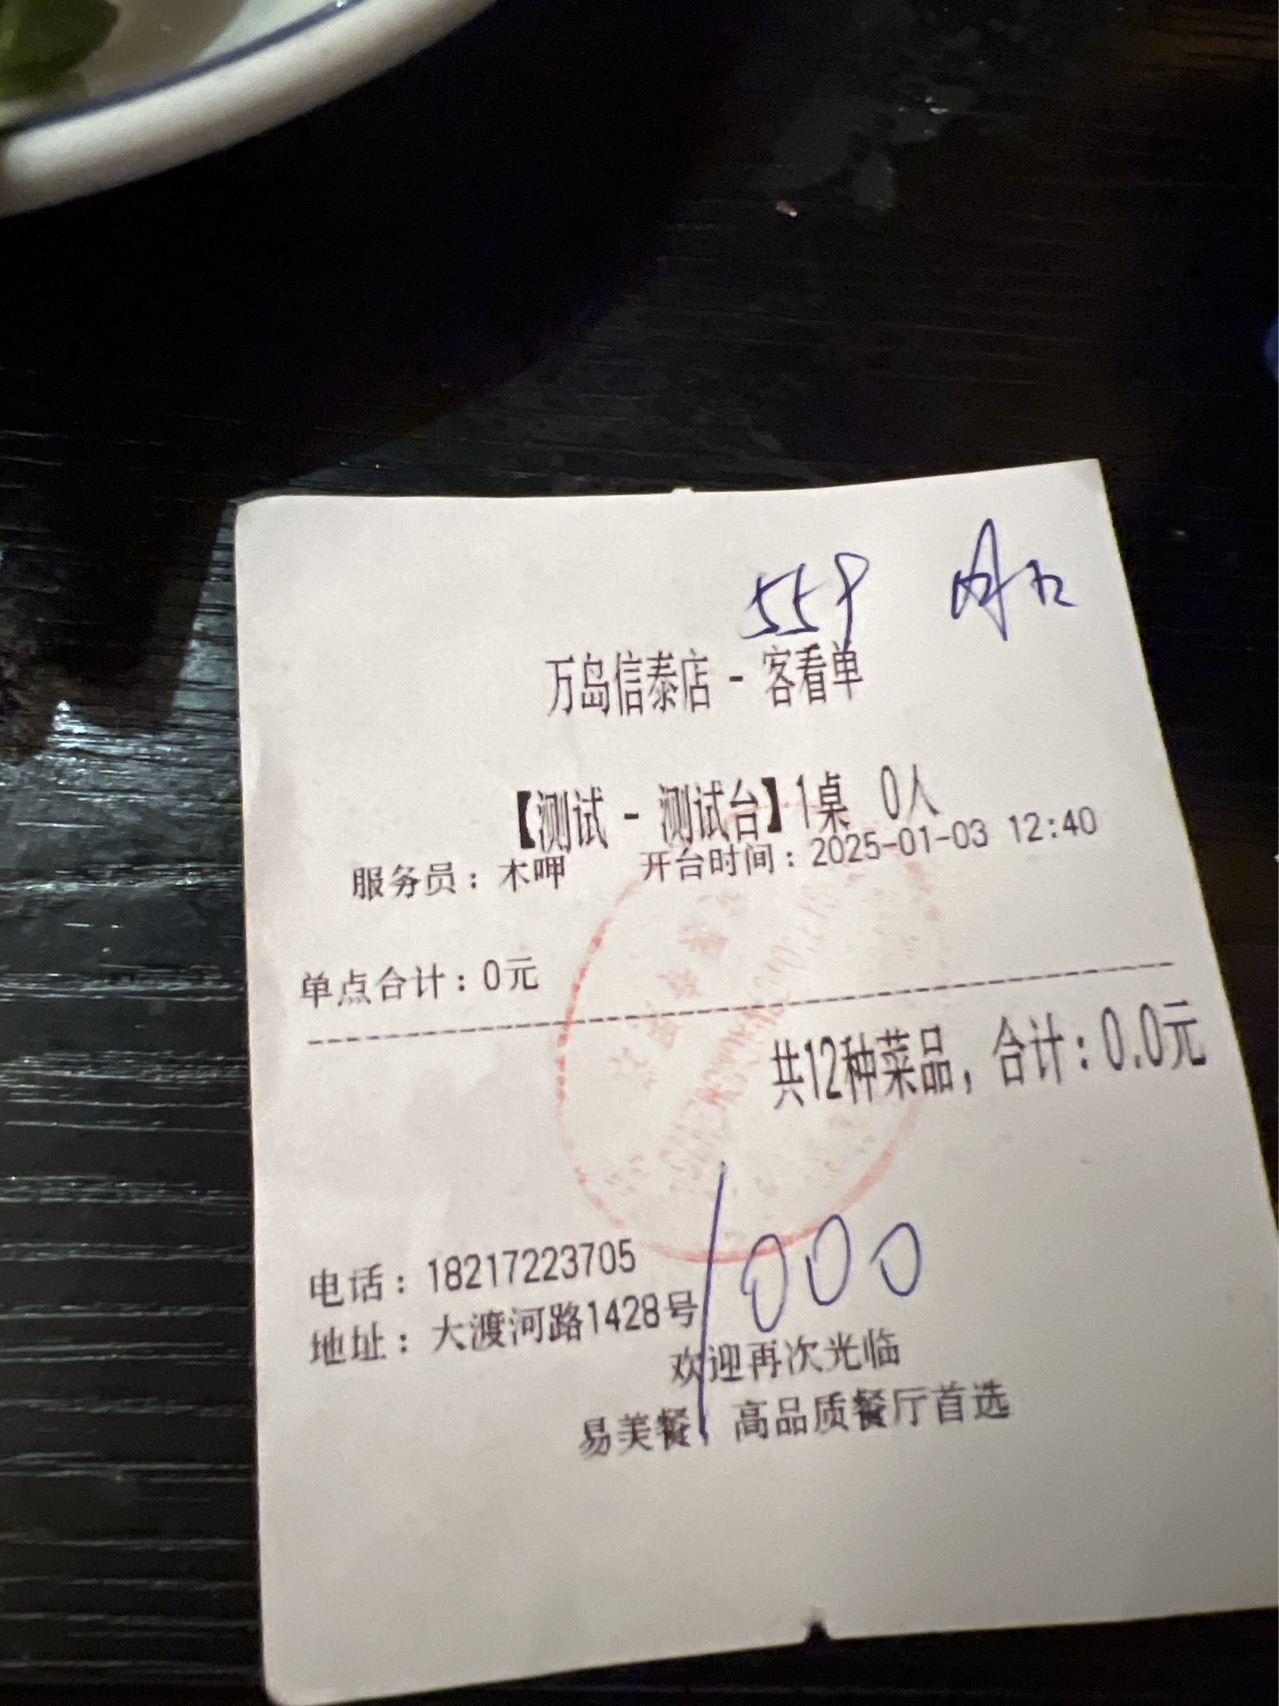 559
万岛信泰店 - 客看单
【测试 - 测试台】1桌 0人
服务员：木呷 开台时间：2025-01-03 12:40
单点合计：0元
共12种菜品，合计：0.0元
1000
电话：18217223705
地址：大渡河路1428号
欢迎再次光临
易美餐，高品质餐厅首选